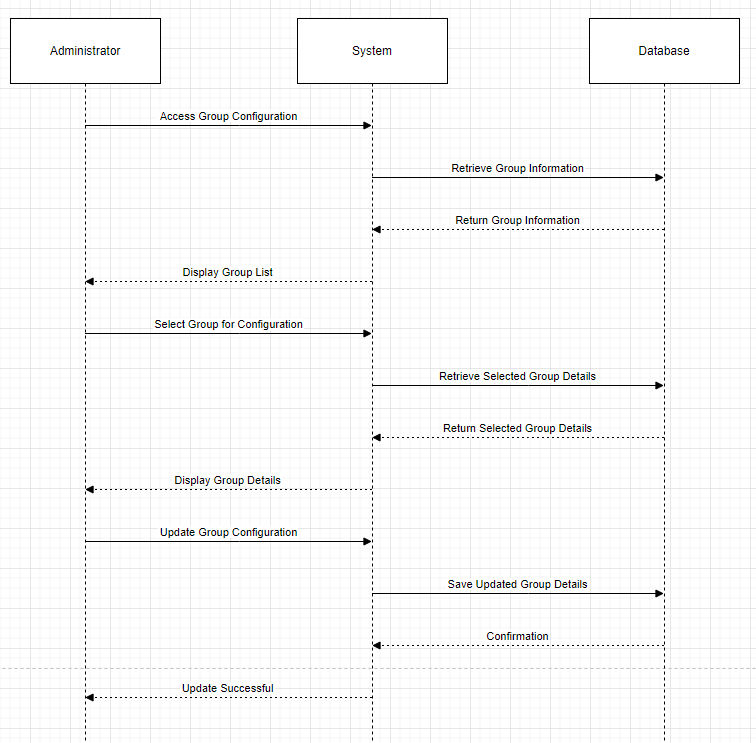 Administrator
System
Database
Access Group Configuration
Retrieve Group Information
Return Group Information
Display Group List
Select Group for Configuration
Retrieve Selected Group Details
Return Selected Group Details
Display Group Details
Update Group Configuration
Save Updated Group Details
Confirmation
Update Successful